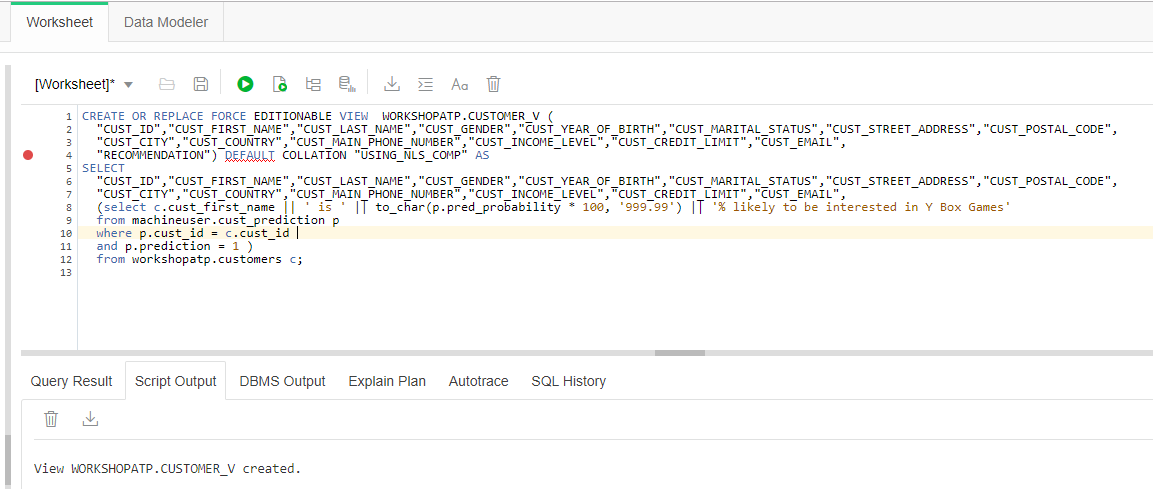 Worksheet Data Modeler
[Worksheet]* Aa
1 CREATE OR REPLACE FORCE EDITIONABLE VIEW WORKSHOPATP.CUSTOMER_V (
2 "CUST_ID","CUST_FIRST_NAME","CUST_LAST_NAME","CUST_GENDER","CUST_YEAR_OF_BIRTH","CUST_MARITAL_STATUS","CUST_STREET_ADDRESS","CUST_POSTAL_CODE",
3 "CUST_CITY","CUST_COUNTRY","CUST_MAIN_PHONE_NUMBER","CUST_INCOME_LEVEL","CUST_CREDIT_LIMIT","CUST_EMAIL",
4 "RECOMMENDATION") DEFAULT COLLATION "USING_NLS_COMP" AS
5 SELECT
6 "CUST_ID","CUST_FIRST_NAME","CUST_LAST_NAME","CUST_GENDER","CUST_YEAR_OF_BIRTH","CUST_MARITAL_STATUS","CUST_STREET_ADDRESS","CUST_POSTAL_CODE",
7 "CUST_CITY","CUST_COUNTRY","CUST_MAIN_PHONE_NUMBER","CUST_INCOME_LEVEL","CUST_CREDIT_LIMIT","CUST_EMAIL",
8 (select c.cust_first_name || ' is ' || to_char(p.pred_probability * 100, '999.99') || '% likely to be interested in Y Box Games'
9 from machineuser.cust_prediction p
10 where p.cust_id = c.cust_id
11 and p.prediction = 1 )
12 from workshopatp.customers c;
13
Query Result Script Output DBMS Output Explain Plan Autotrace SQL History
View WORKSHOPATP.CUSTOMER_V created.